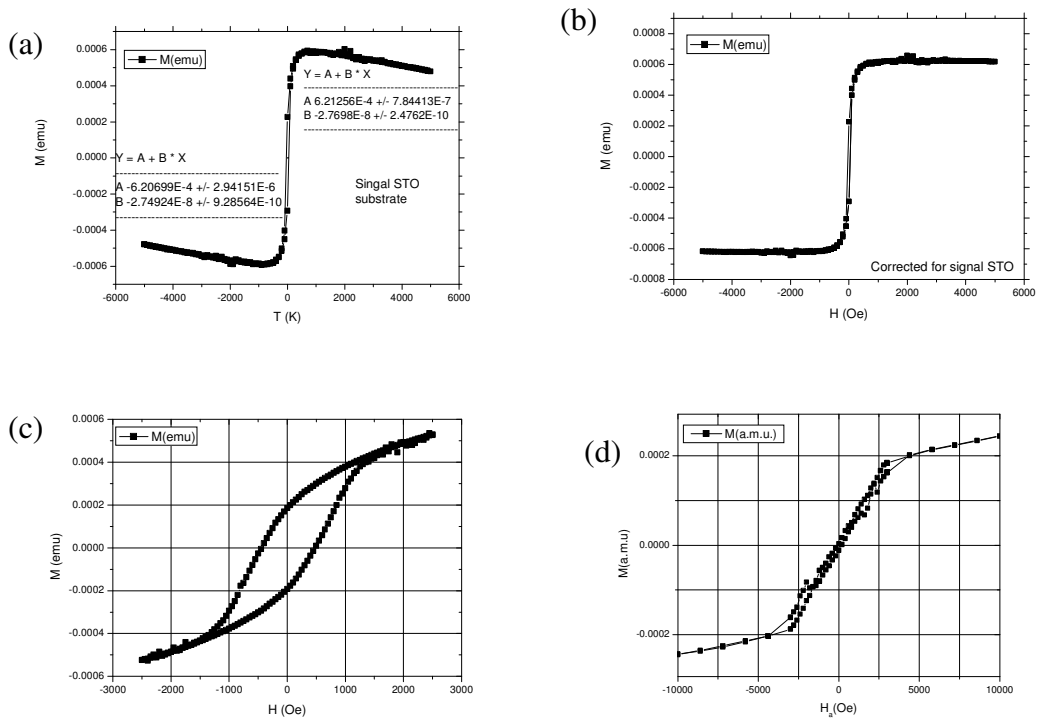 (a)
0.0006
0.0004
0.0002
0.0000
-0.0002
-0.0004
-0.0006
M (emu)
M(emu)
Y = A + B * X
A 6.21256E-4 +/- 7.84413E-7
B -2.7698E-8 +/- 2.4762E-10
Y = A + B * X
A -6.20699E-4 +/- 2.94151E-6
B -2.74924E-8 +/- 9.28564E-10
Singal STO
substrate
-6000 -4000 -2000 0 2000 4000 6000
T (K)
(b)
0.0008
0.0006
0.0004
0.0002
0.0000
-0.0002
-0.0004
-0.0006
-0.0008
M (emu)
M(emu)
Corrected for signal STO
-6000 -4000 -2000 0 2000 4000 6000
H (Oe)
(c)
0.0006
0.0004
0.0002
0.0000
-0.0002
-0.0004
-0.0006
M (emu)
M(emu)
-3000 -2000 -1000 0 1000 2000 3000
H (Oe)
(d)
0.0002
0.0000
-0.0002
M(a.m.u)
M(a.m.u.)
-10000 -5000 0 5000 10000
Ha(Oe)